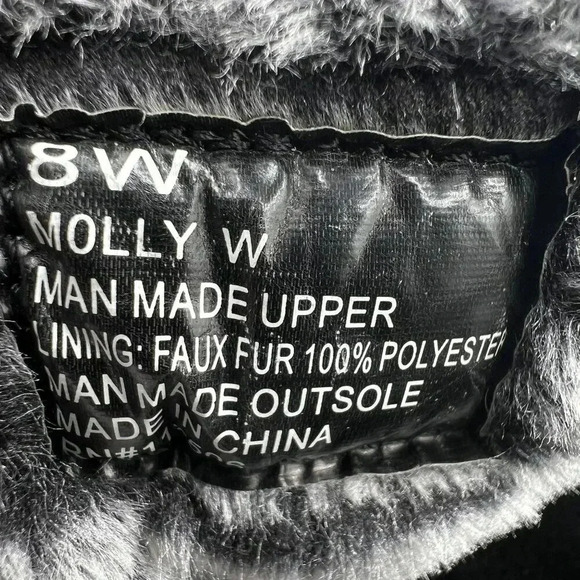 8W
MOLLY W
MAN MADE UPPER
LINING: FAUX FUR 100% POLYESTER
MAN MADE OUTSOLE
MADE IN CHINA